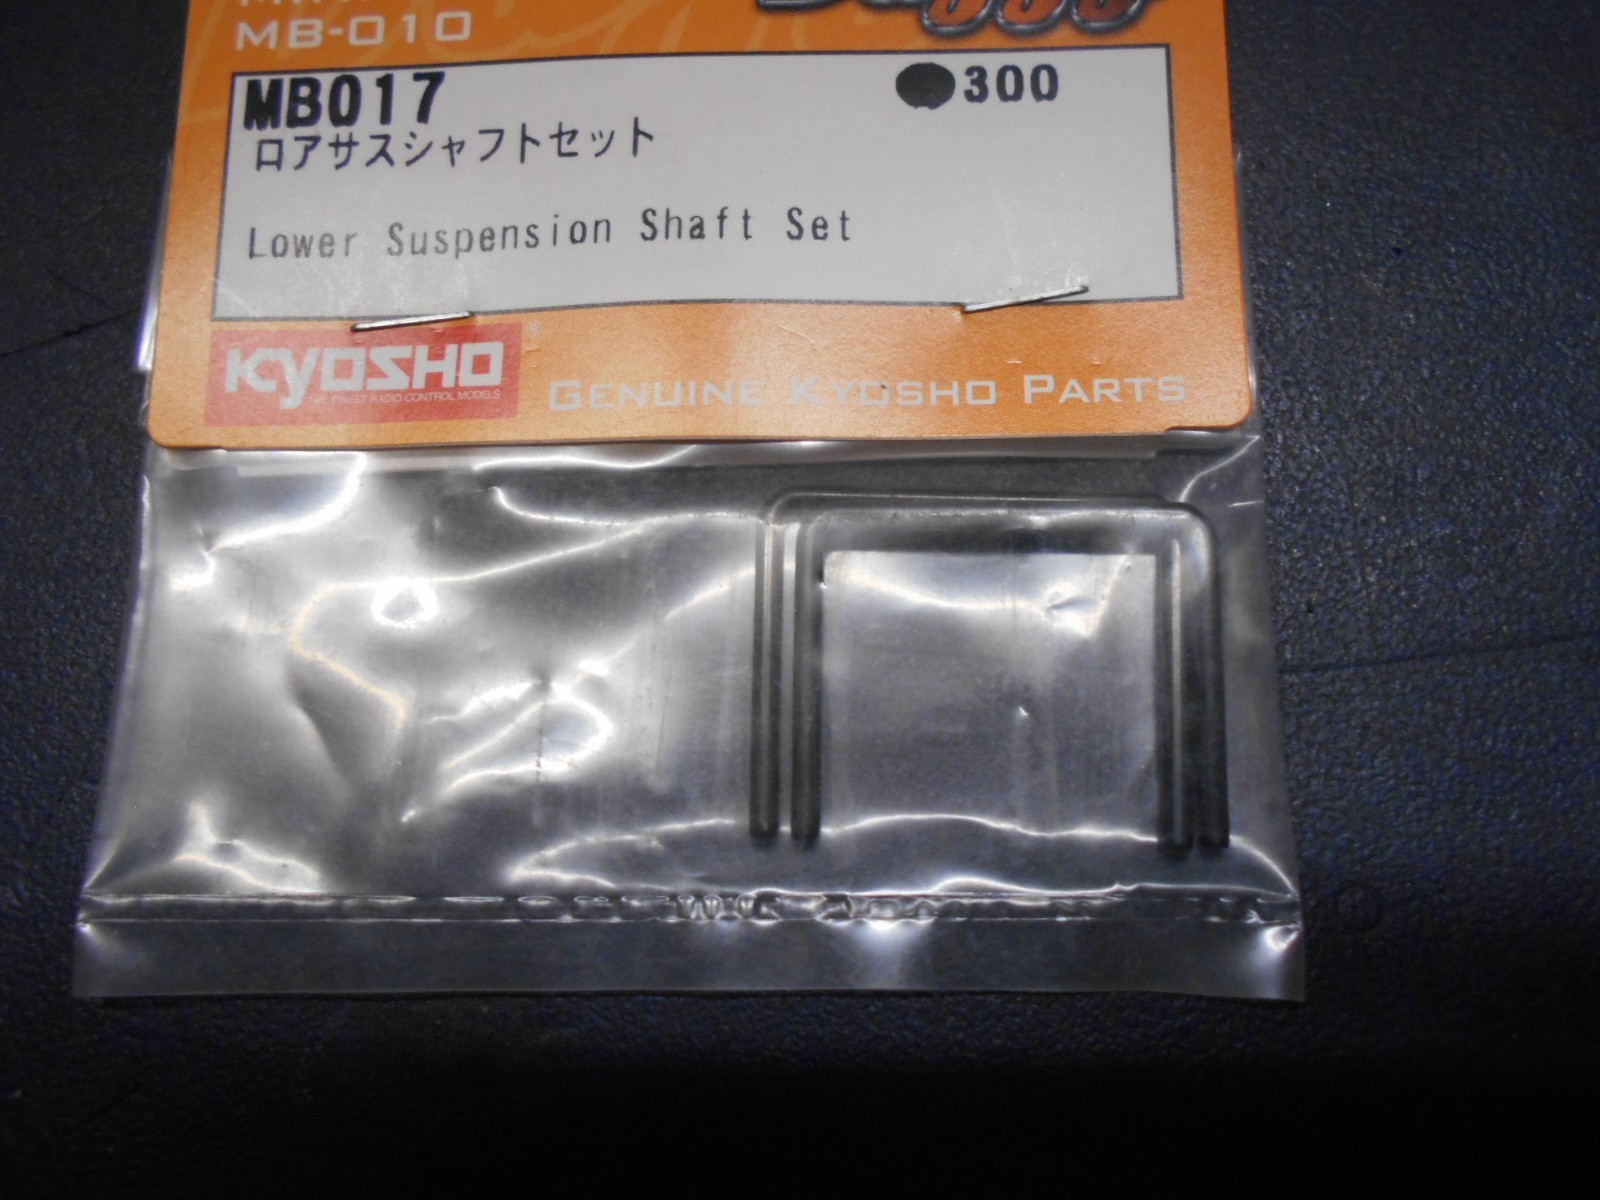 MB-010
MB017
●300
ロアサスシャフトセット
Lower Suspension Shaft Set
KYOSHO®
THE FINEST RADIO CONTROL MODELS
GENUINE KYOSHO PARTS